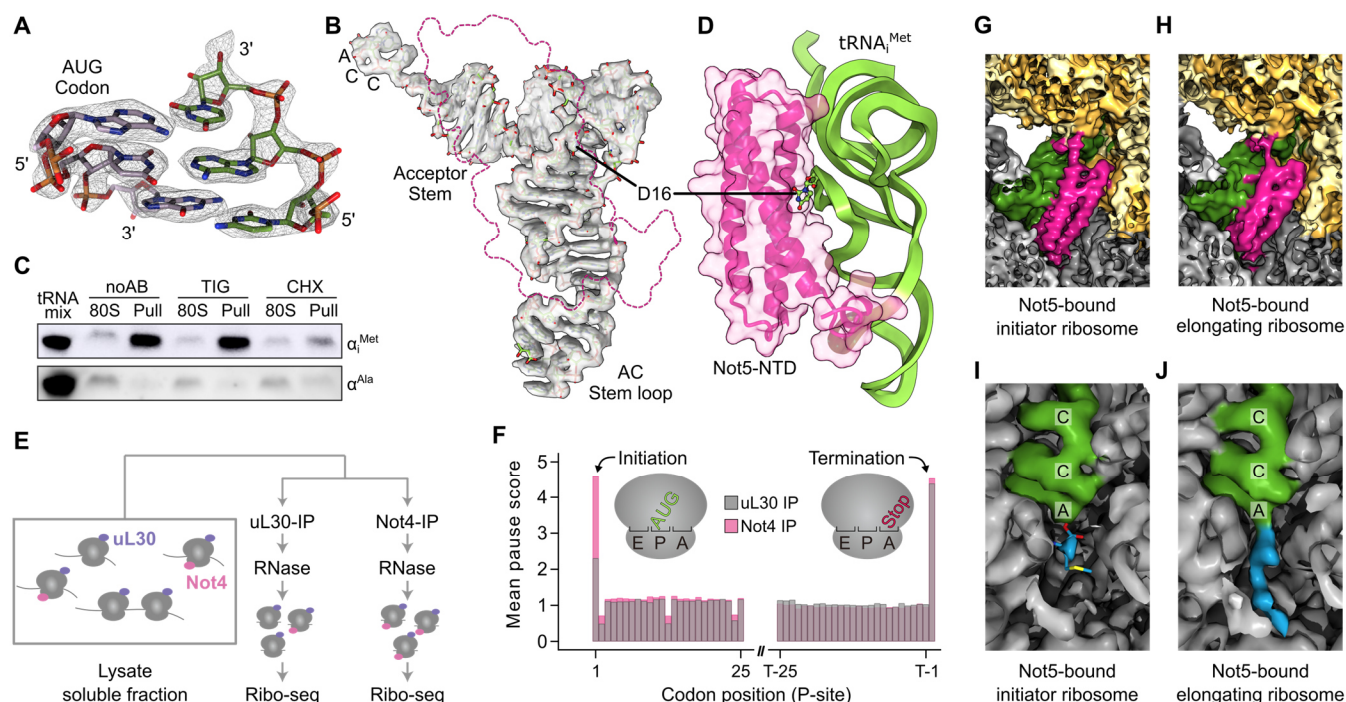 A
AUG
Codon
3'
5'
3'
5'
B
A
C
C
Acceptor
Stem
D16
AC
Stem loop
C
tRNA
mix
noAB
TIG
CHX
80S Pull 80S Pull 80S Pull
αᵢᴹᵉᵗ
αᴬˡᵃ
D
tRNAᵢᴹᵉᵗ
Not5-NTD
E
uL30
Not4
Lysate
soluble fraction
uL30-IP
RNase
Ribo-seq
Not4-IP
RNase
Ribo-seq
F
Mean pause score
5
4
3
2
1
0
Initiation
AUG
E P A
uL30 IP
Not4 IP
Termination
Stop
E P A
1
25
//
T-25
T-1
Codon position (P-site)
G
Not5-bound
initiator ribosome
H
Not5-bound
elongating ribosome
I
C
C
A
Not5-bound
initiator ribosome
J
C
C
A
Not5-bound
elongating ribosome